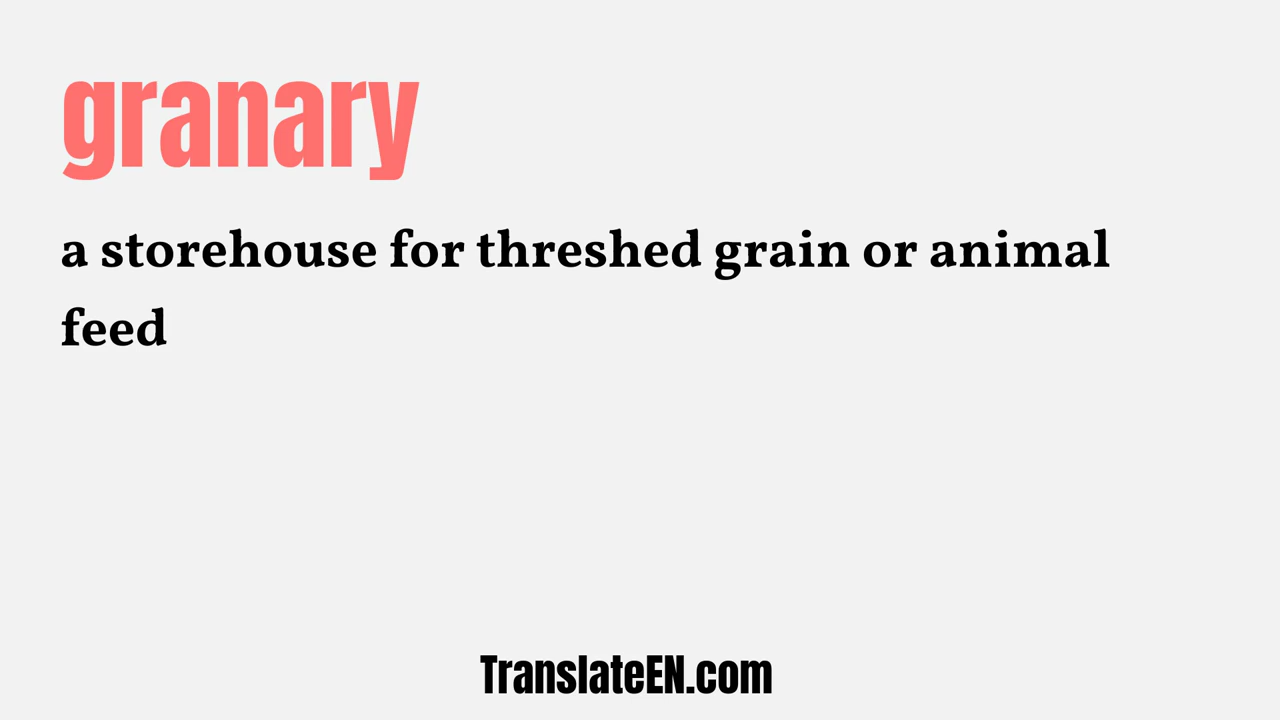 granary
a storehouse for threshed grain or animal
feed
TranslateEN.com